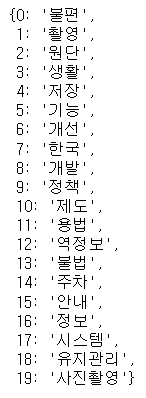 {0: '불편',
1: '촬영',
2: '원단',
3: '생활',
4: '저장',
5: '기능',
6: '개선',
7: '한국',
8: '개발',
9: '정책',
10: '제도',
11: '용법',
12: '역정보',
13: '불법',
14: '주차',
15: '안내',
16: '정보',
17: '시스템',
18: '유지관리',
19: '사진촬영'}